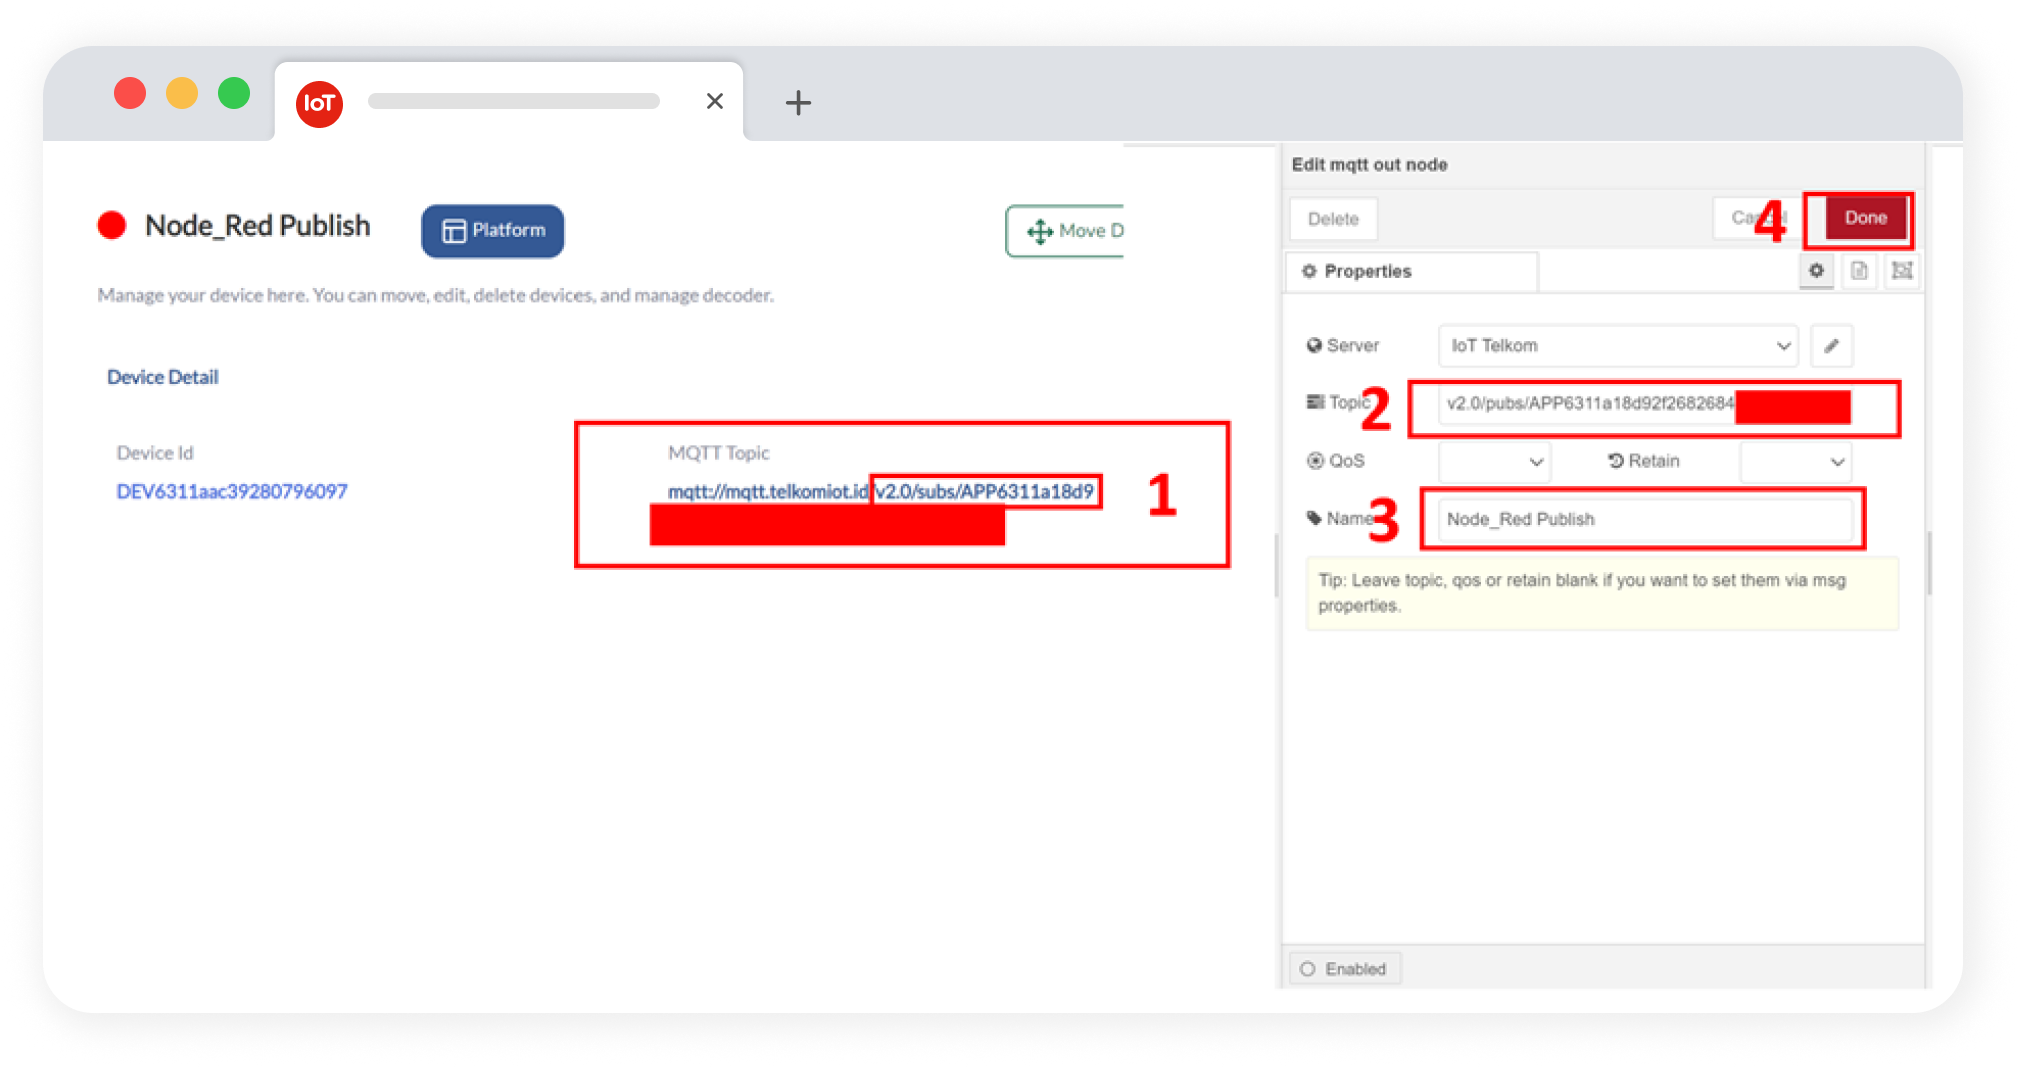 IoT
Node_Red Publish
Platform
Move D
Manage your device here. You can move, edit, delete devices, and manage decoder.
Device Detail
Device Id
MQTT Topic
DEV6311aac39280796097
mqtt://mqtt.telkomiot.id/v2.0/subs/APP6311a18d9
1
Edit mqtt out node
Delete
4
Done
Properties
Server
IoT Telkom
Topic
2
v2.0/pubs/APP6311a18d92f2682684
QoS
Retain
Name
3
Node_Red Publish
Tip: Leave topic, qos or retain blank if you want to set them via msg
properties.
Enabled